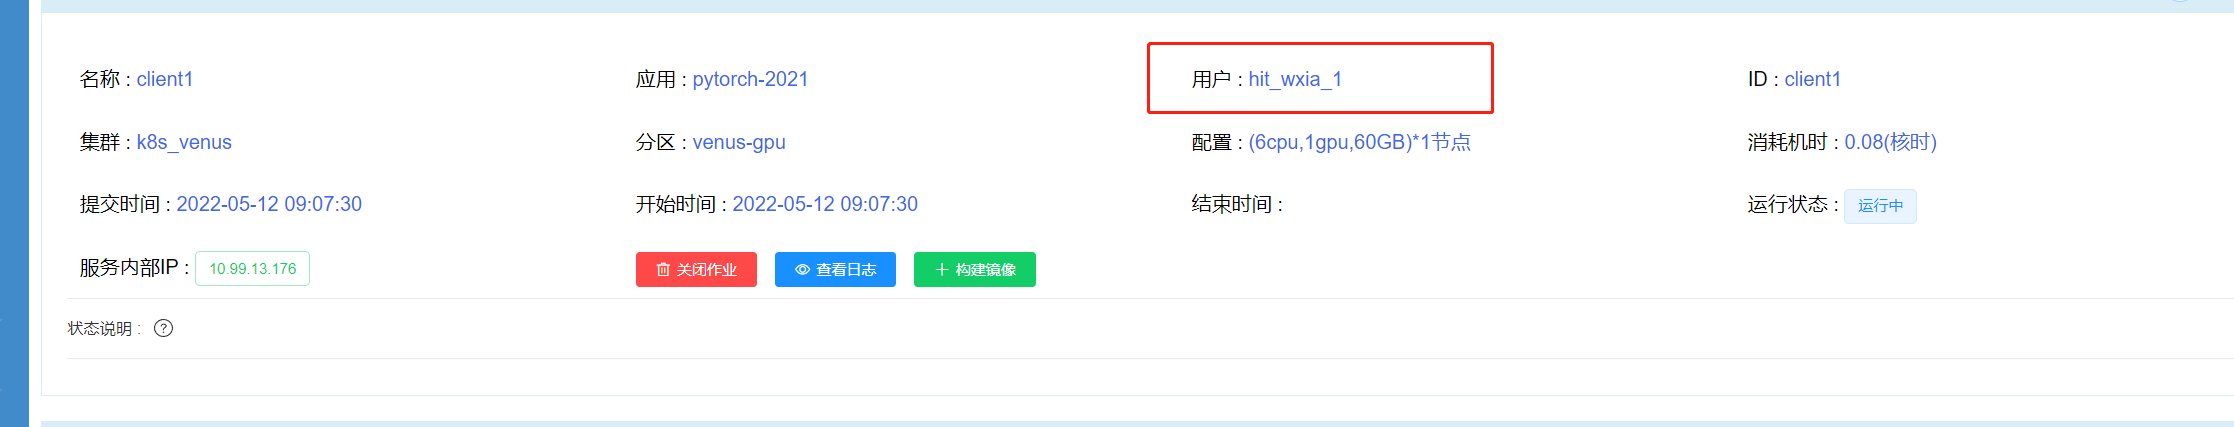 名称 : client1 应用 : pytorch-2021 用户 : hit_wxia_1 ID : client1
集群 : k8s_venus 分区 : venus-gpu 配置 : (6cpu,1gpu,60GB)*1节点 消耗机时 : 0.08(核时)
提交时间 : 2022-05-12 09:07:30 开始时间 : 2022-05-12 09:07:30 结束时间 : 运行状态 : 运行中
服务内部IP : 10.99.13.176 关闭作业 查看日志 构建镜像
状态说明 :